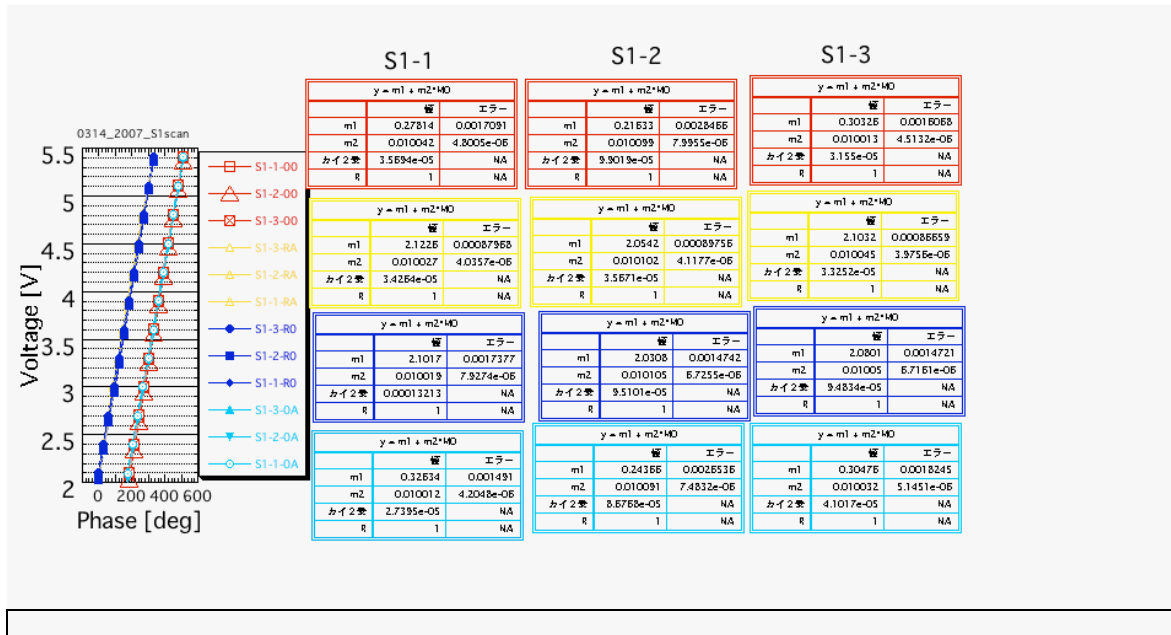 S1-1 S1-2 S1-3
0314_2007_S1scan
5.5
5
4.5
4
3.5
3
2.5
2
Voltage [V]
0 200 400 600
Phase [deg]
S1-1-00
S1-2-00
S1-3-00
S1-3-RA
S1-2-RA
S1-1-RA
S1-3-R0
S1-2-R0
S1-1-R0
S1-3-0A
S1-2-0A
S1-1-0A
y = m1 + m2*M0
値 エラー
m1 0.27814 0.0017091
m2 0.010042 4.8005e-06
カイ2乗 3.5694e-05 NA
R 1 NA
y = m1 + m2*M0
値 エラー
m1 0.21633 0.0028466
m2 0.010099 7.9955e-06
カイ2乗 9.9019e-05 NA
R 1 NA
y = m1 + m2*M0
値 エラー
m1 0.30326 0.0016068
m2 0.010013 4.5132e-06
カイ2乗 3.155e-05 NA
R 1 NA
y = m1 + m2*M0
値 エラー
m1 2.1226 0.00087968
m2 0.010027 4.0357e-06
カイ2乗 3.4264e-05 NA
R 1 NA
y = m1 + m2*M0
値 エラー
m1 2.0542 0.00089756
m2 0.010102 4.1177e-06
カイ2乗 3.5671e-05 NA
R 1 NA
y = m1 + m2*M0
値 エラー
m1 2.1032 0.00086659
m2 0.010045 3.9756e-06
カイ2乗 3.3252e-05 NA
R 1 NA
y = m1 + m2*M0
値 エラー
m1 2.1017 0.0017377
m2 0.010019 7.9274e-06
カイ2乗 0.00013213 NA
R 1 NA
y = m1 + m2*M0
値 エラー
m1 2.0308 0.0014742
m2 0.010105 6.7255e-06
カイ2乗 9.5101e-05 NA
R 1 NA
y = m1 + m2*M0
値 エラー
m1 2.0801 0.0014721
m2 0.01005 6.7161e-06
カイ2乗 9.4834e-05 NA
R 1 NA
y = m1 + m2*M0
値 エラー
m1 0.32634 0.001491
m2 0.010012 4.2048e-06
カイ2乗 2.7395e-05 NA
R 1 NA
y = m1 + m2*M0
値 エラー
m1 0.24366 0.0026536
m2 0.010091 7.4832e-06
カイ2乗 8.6768e-05 NA
R 1 NA
y = m1 + m2*M0
値 エラー
m1 0.30476 0.0018245
m2 0.010032 5.1451e-06
カイ2乗 4.1017e-05 NA
R 1 NA